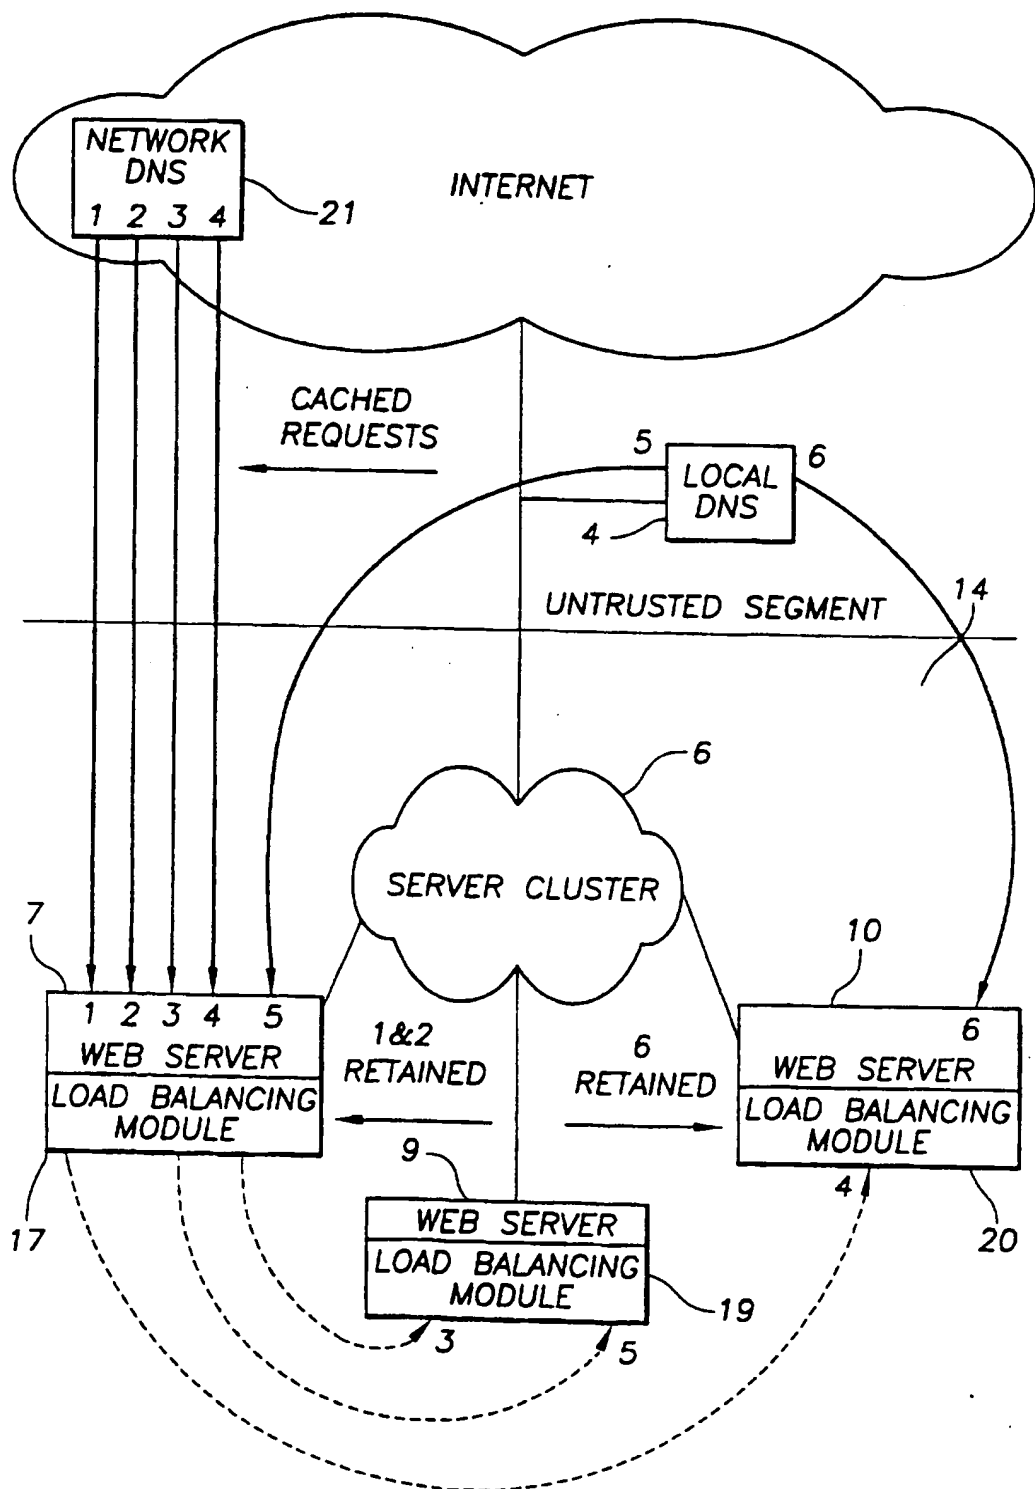 NETWORK
DNS
1 2 3 4
21
INTERNET
CACHED
REQUESTS
5
LOCAL
DNS
6
4
UNTRUSTED SEGMENT
14
6
SERVER CLUSTER
7
1 2 3 4 5
WEB SERVER
LOAD BALANCING
MODULE
17
1&2
RETAINED
6
RETAINED
10
6
WEB SERVER
LOAD BALANCING
MODULE
4
20
9
WEB SERVER
LOAD BALANCING
MODULE
19
3
5